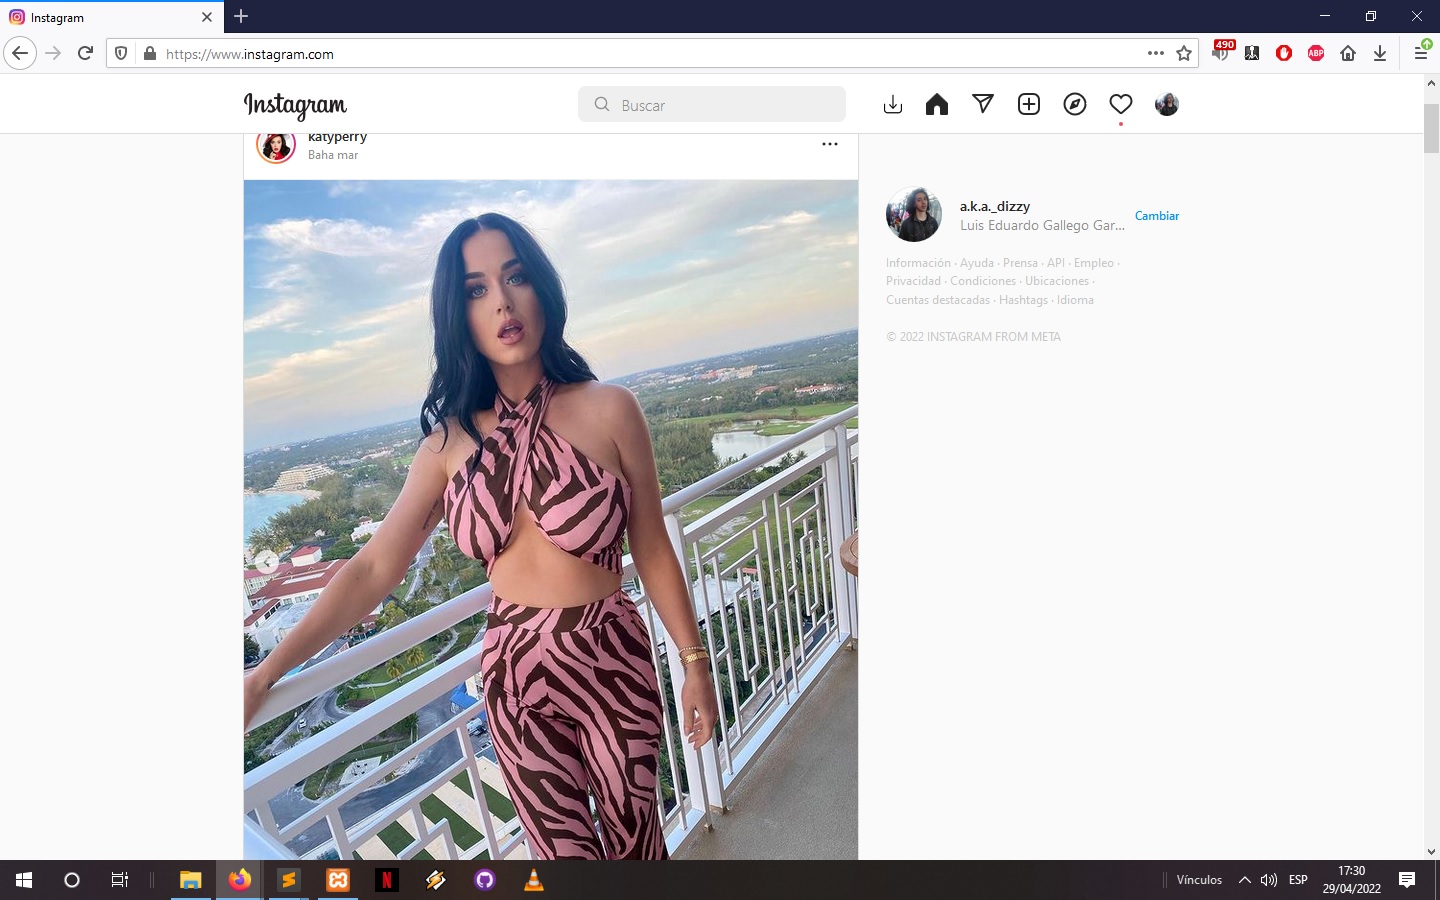 Instagram
490
https://www.instagram.com
ABP
Instagram
Buscar
katyperry
Baha mar
a.k.a._dizzy
Luis Eduardo Gallego Gar...
Cambiar
Información · Ayuda · Prensa · API · Empleo ·
Privacidad · Condiciones · Ubicaciones ·
Cuentas destacadas · Hashtags · Idioma
© 2022 INSTAGRAM FROM META
N
Vínculos
ESP
17:30
29/04/2022